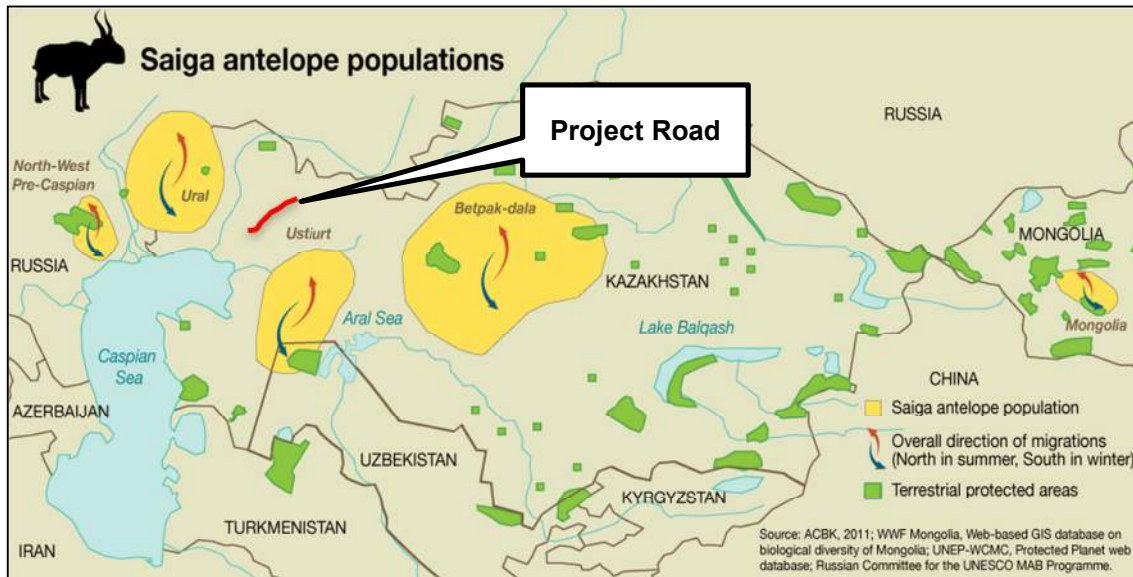 Saiga antelope populations
Project Road
RUSSIA
North-West
Pre-Caspian
Ural
Betpak-dala
Ustiurt
MONGOLIA
RUSSIA
KAZAKHSTAN
Aral Sea
Lake Balqash
Mongolia
Caspian
Sea
CHINA
AZERBAIJAN
UZBEKISTAN
KYRGYZSTAN
TURKMENISTAN
IRAN
Saiga antelope population
Overall direction of migrations
(North in summer, South in winter)
Terrestrial protected areas
Source: ACBK, 2011; WWF Mongolia, Web-based GIS database on
biological diversity of Mongolia; UNEP-WCMC, Protected Planet web
database; Russian Committee for the UNESCO MAB Programme.